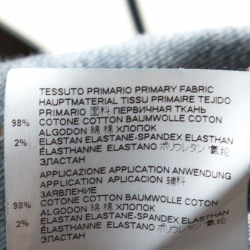 TESSUTO PRIMARIO PRIMARY FABRIC
HAUPTMATERIAL TISSU PRIMAIRE TEJIDO
PRIMARIO 面料 ПЕРВИЧНАЯ ТКАНЬ
98% COTONE COTTON BAUMWOLLE COTON
ALGODON 綿 棉 ХЛОПОК
2% ELASTAN ELASTANE-SPANDEX ELASTHAN
ELASTHANNE ELASTANO ポリウレタン 氨纶
ЭЛАСТАН
APPLICAZIONE APPLICATION ANWENDUNG
APPLICATION APLICACION 辅料
ЗАЯВЛЕНИЕ
98% COTONE COTTON BAUMWOLLE COTON
ALGODON 綿 棉 ХЛОПОК
2% ELASTAN ELASTANE-SPANDEX ELASTHAN
ELASTHANNE ELASTANO ポリウレタン 氨纶
ЭЛАСТАН